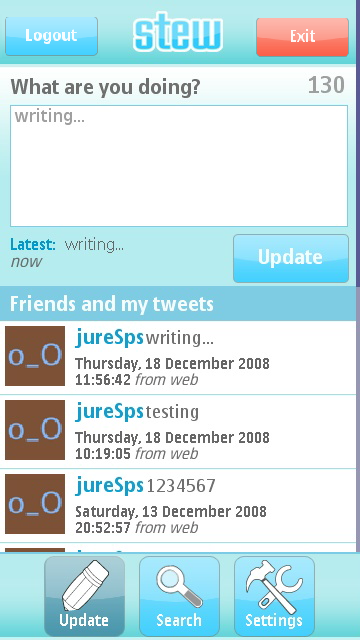 Logout
stew
Exit
What are you doing?
130
writing...
Latest: writing...
now
Update
Friends and my tweets
o_O
jureSps writing...
Thursday, 18 December 2008
11:56:42 from web
o_O
jureSps testing
Thursday, 18 December 2008
10:19:05 from web
o_O
jureSps 1234567
Saturday, 13 December 2008
20:52:57 from web
Update
Search
Settings